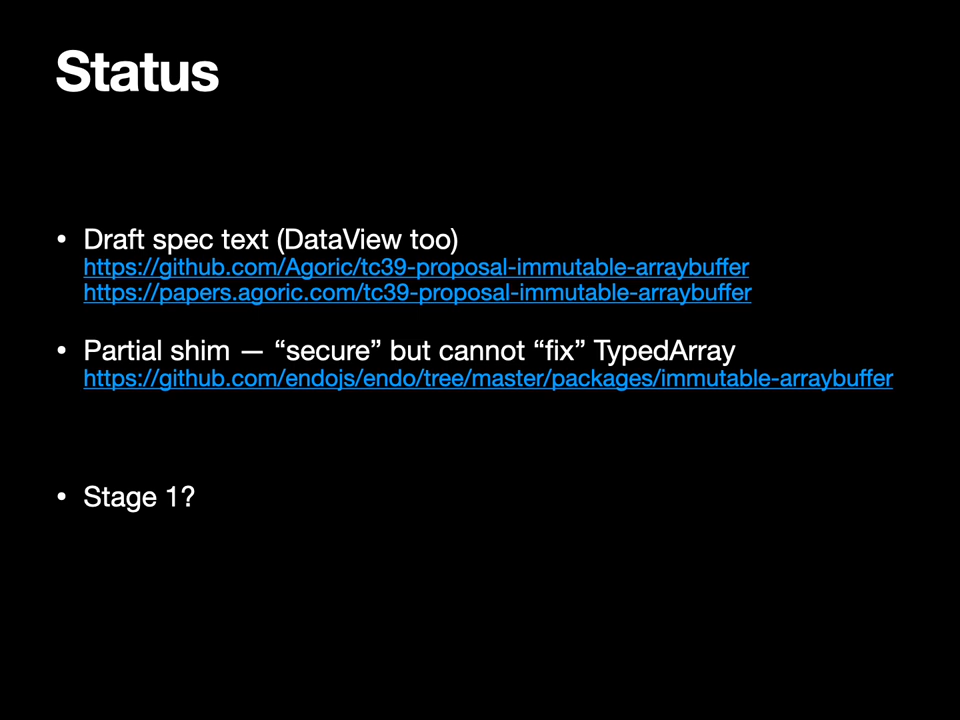 Status
• Draft spec text (DataView too)
https://github.com/Agoric/tc39-proposal-immutable-arraybuffer
https://papers.agoric.com/tc39-proposal-immutable-arraybuffer
• Partial shim — “secure” but cannot “fix” TypedArray
https://github.com/endojs/endo/tree/master/packages/immutable-arraybuffer
• Stage 1?